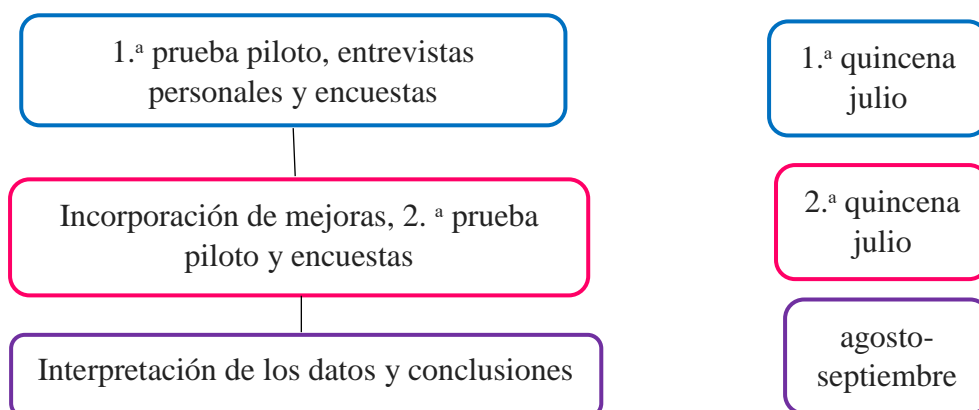 1.ª prueba piloto, entrevistas
personales y encuestas
1.ª quincena
julio
Incorporación de mejoras, 2. ª prueba
piloto y encuestas
2.ª quincena
julio
Interpretación de los datos y conclusiones
agosto-
septiembre